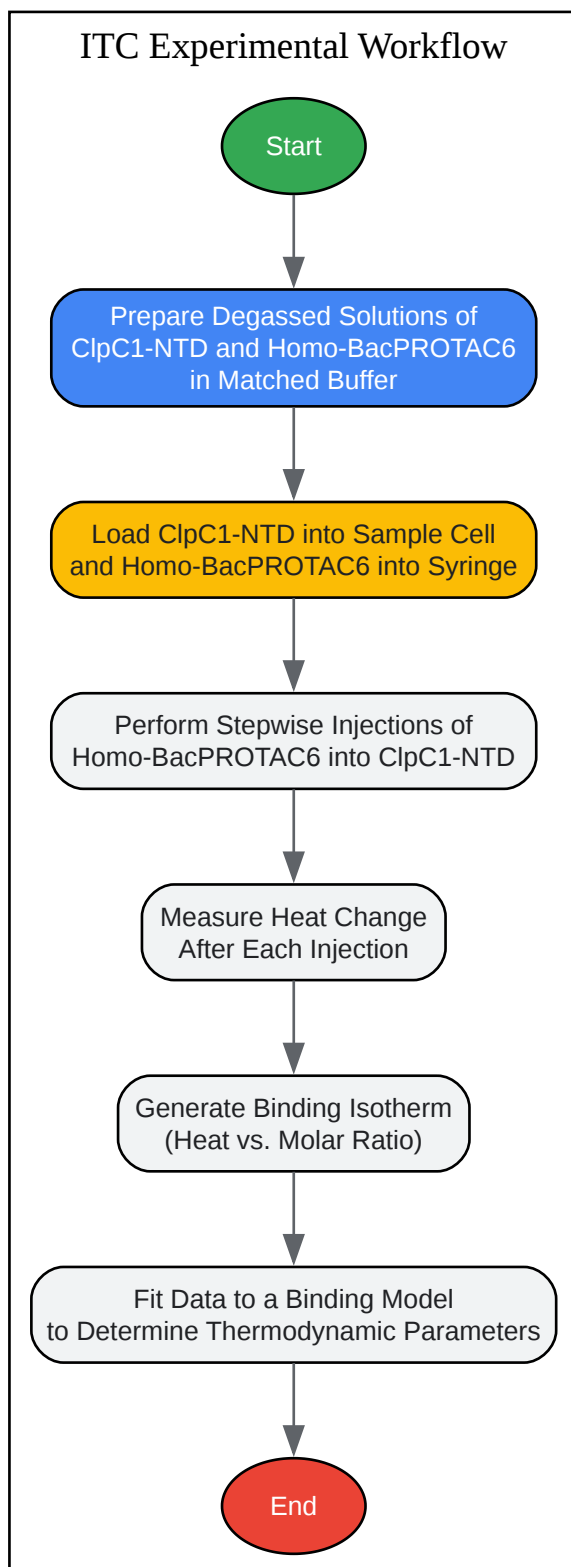 ITC Experimental Workflow
Start
Prepare Degassed Solutions of
ClpC1-NTD and Homo-BacPROTAC6
in Matched Buffer
Load ClpC1-NTD into Sample Cell
and Homo-BacPROTAC6 into Syringe
Perform Stepwise Injections of
Homo-BacPROTAC6 into ClpC1-NTD
Measure Heat Change
After Each Injection
Generate Binding Isotherm
(Heat vs. Molar Ratio)
Fit Data to a Binding Model
to Determine Thermodynamic Parameters
End